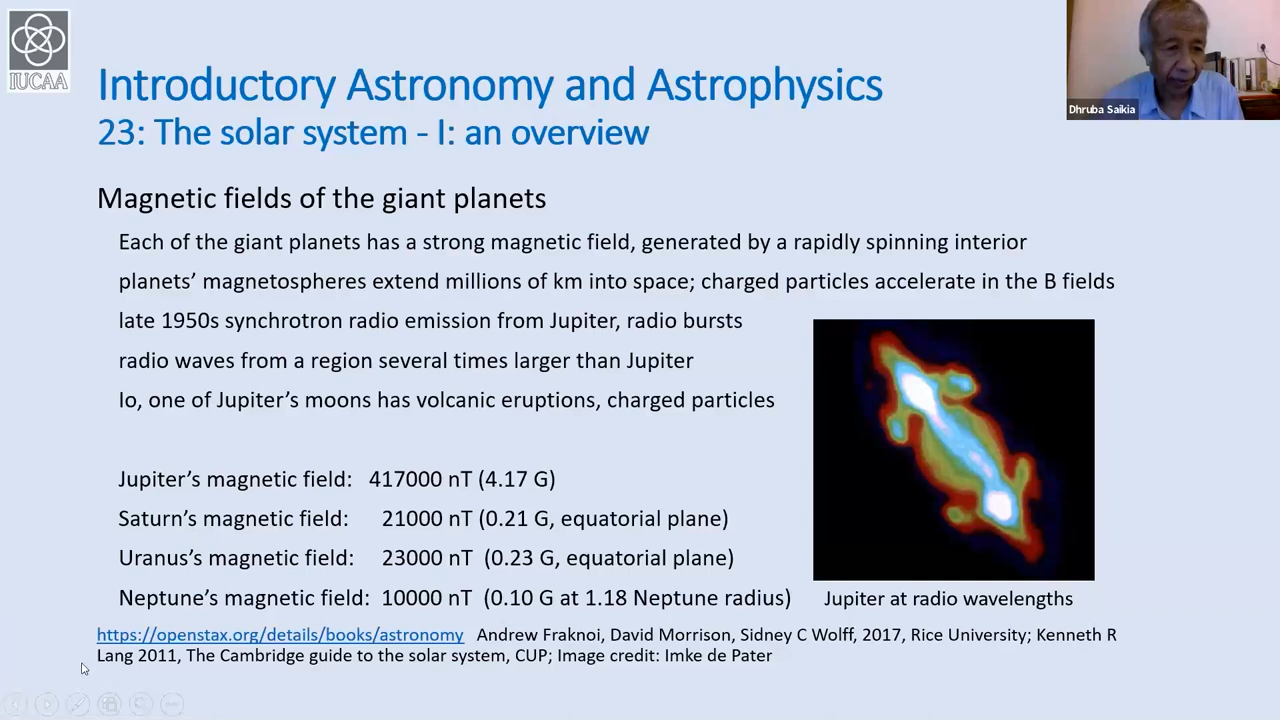 IUCAA
Introductory Astronomy and Astrophysics
23: The solar system - I: an overview
Dhruba Saikia
Magnetic fields of the giant planets
Each of the giant planets has a strong magnetic field, generated by a rapidly spinning interior
planets’ magnetospheres extend millions of km into space; charged particles accelerate in the B fields
late 1950s synchrotron radio emission from Jupiter, radio bursts
radio waves from a region several times larger than Jupiter
Io, one of Jupiter’s moons has volcanic eruptions, charged particles
Jupiter’s magnetic field: 417000 nT (4.17 G)
Saturn’s magnetic field: 21000 nT (0.21 G, equatorial plane)
Uranus’s magnetic field: 23000 nT (0.23 G, equatorial plane)
Neptune’s magnetic field: 10000 nT (0.10 G at 1.18 Neptune radius)
Jupiter at radio wavelengths
https://openstax.org/details/books/astronomy Andrew Fraknoi, David Morrison, Sidney C Wolff, 2017, Rice University; Kenneth R
Lang 2011, The Cambridge guide to the solar system, CUP; Image credit: Imke de Pater